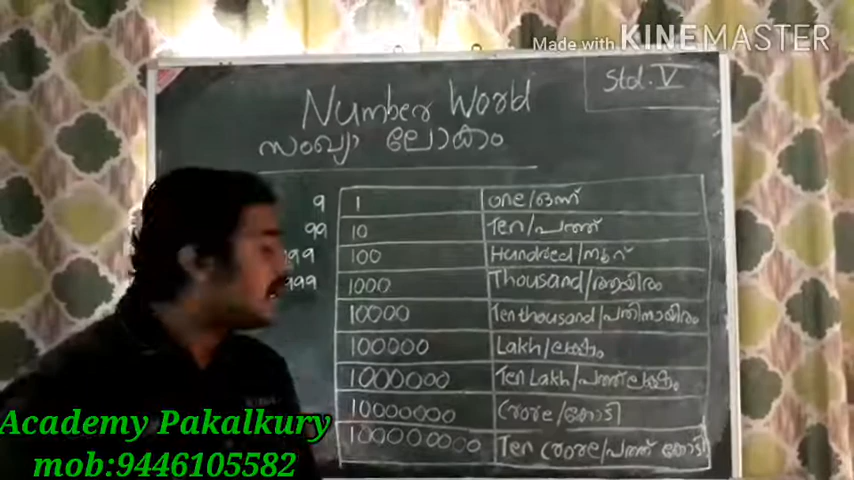 Made with KINEMASTER
Std. V
Number World
സംഖ്യാ ലോകം
9 1 One/ഒന്ന്
99 10 Ten/പത്ത്
100 Hundred/നൂറ്
1000 Thousand/ആയിരം
10000 Ten thousand/പതിനായിരം
100000 Lakh/ലക്ഷം
1000000 Ten Lakh/പത്ത് ലക്ഷം
10000000 Crore/കോടി
100000000 Ten Crore/പത്ത് കോടി
Academy Pakalkury
mob:9446105582